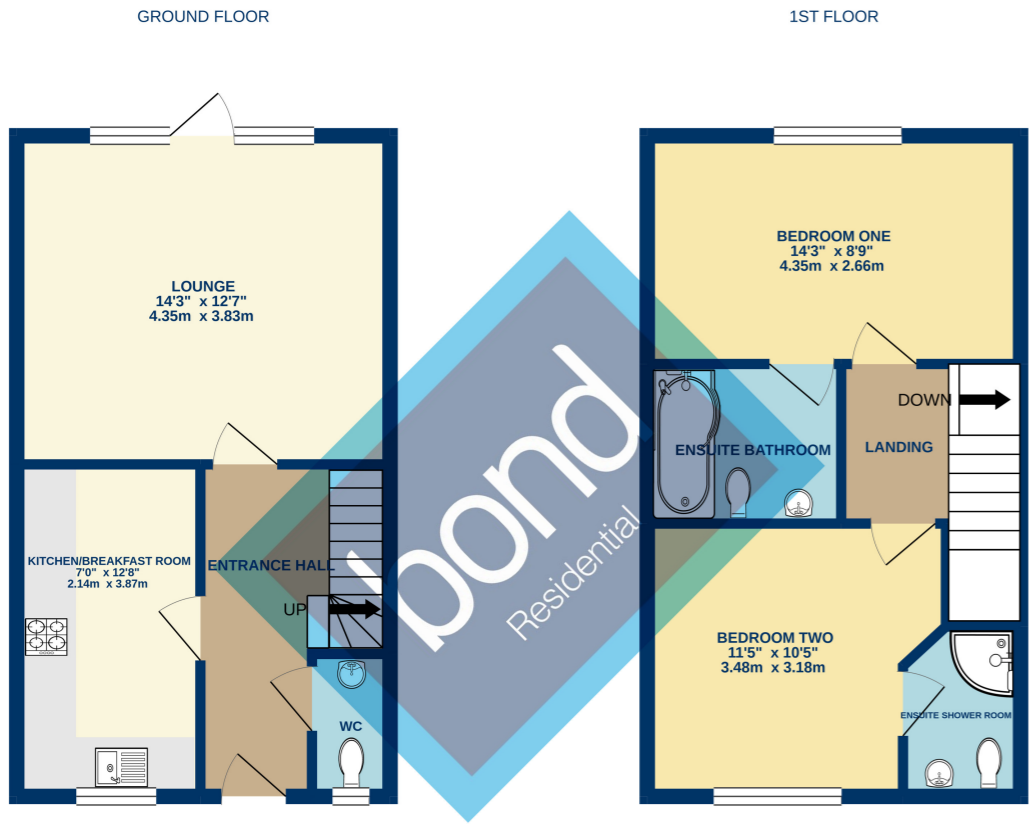 GROUND FLOOR
1ST FLOOR
LOUNGE
14'3" x 12'7"
4.35m x 3.83m
KITCHEN/BREAKFAST ROOM
7'0" x 12'8"
2.14m x 3.87m
ENTRANCE HALL
UP
WC
BEDROOM ONE
14'3" x 8'9"
4.35m x 2.66m
DOWN
ENSUITE BATHROOM
LANDING
BEDROOM TWO
11'5" x 10'5"
3.48m x 3.18m
ENSUITE SHOWER ROOM
bond
Residential